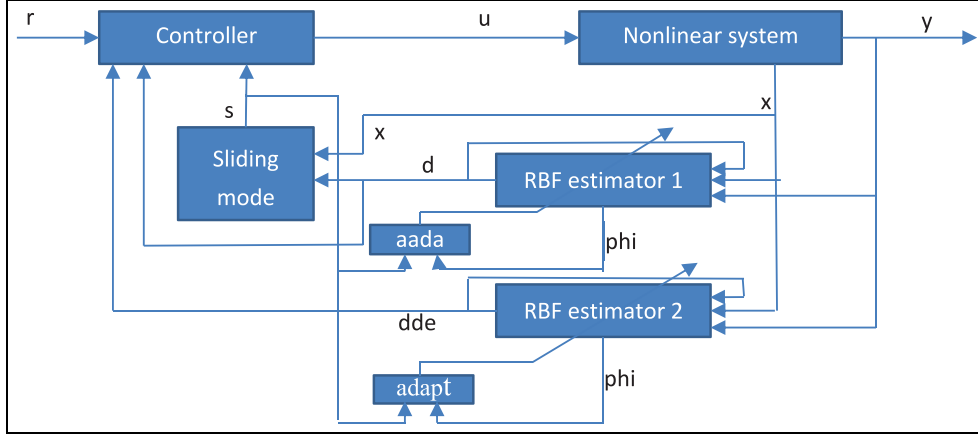 r
Controller
u
Nonlinear system
y
x
s
x
Sliding
mode
d
RBF estimator 1
aada
phi
RBF estimator 2
dde
adapt
phi